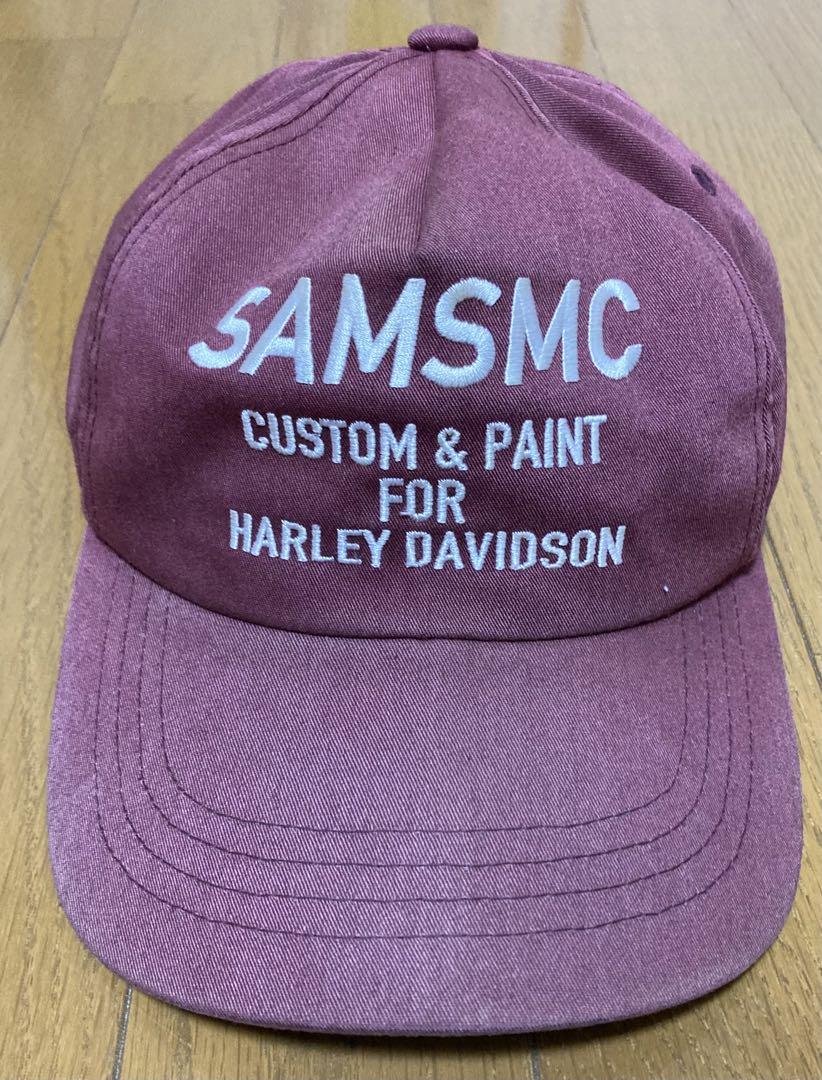 SAMSMC
CUSTOM & PAINT
FOR
HARLEY DAVIDSON